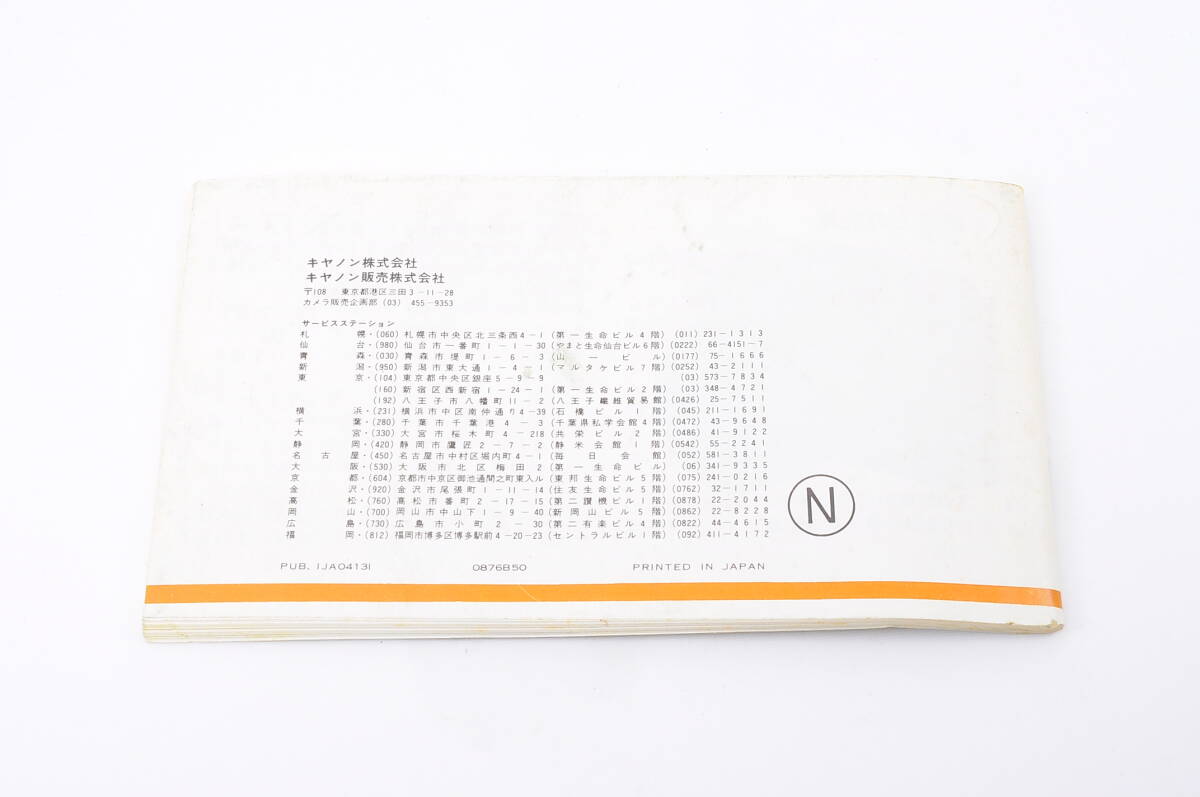 キヤノン株式会社
キヤノン販売株式会社
〒108 東京都港区三田3-11-28
カメラ販売企画部 (03) 455-9353
サービスステーション
札幌・(060) 札幌市中央区北三条西4-1 (第一生命ビル4階) (011) 231-1313
仙台・(980) 仙台市一番町1-1-30 (やまと生命仙台ビル6階) (0222) 66-4151-7
青森・(030) 青森市堤町1-6-3 (山一ビル) (0177) 75-1666
新潟・(950) 新潟市東大通1-4-1 (マルタケビル7階) (0252) 43-2111
東京・(104) 東京都中央区銀座5-9-9 (03) 573-7834
(160) 新宿区西新宿1-24-1 (第一生命ビル2階) (03) 348-4721
(192) 八王子市八幡町11-2 (八王子繊維貿易館) (0426) 25-7511
横浜・(231) 横浜市中区南仲通り4-39 (石橋ビル1階) (045) 211-1691
千葉・(280) 千葉市千葉港4-3 (千葉県私学会館4階) (0472) 43-9648
大宮・(330) 大宮市桜木町4-218 (共栄ビル2階) (0486) 41-9122
静岡・(420) 静岡市鷹匠2-7-2 (静米会館1階) (0542) 55-2241
名古屋・(450) 名古屋市中村区堀内町4-1 (毎日会館) (052) 581-3811
大阪・(530) 大阪市北区梅田2 (第一生命ビル) (06) 341-9335
京都・(604) 京都市中京区御池通間之町東入ル (東邦生命ビル5階) (075) 241-0216
金沢・(920) 金沢市尾張町1-11-14 (住友生命ビル5階) (0762) 32-1711
高松・(760) 高松市番町2-17-15 (第二讃機ビル1階) (0878) 22-2044
岡山・(700) 岡山市中山下1-9-40 (新岡山ビル5階) (0862) 22-8228
広島・(730) 広島市小町2-30 (第二有楽ビル4階) (0822) 44-4615
福岡・(812) 福岡市博多区博多駅前4-20-23 (セントラルビル1階) (092) 411-4172
N
PUB. IJA04131 0876B50 PRINTED IN JAPAN